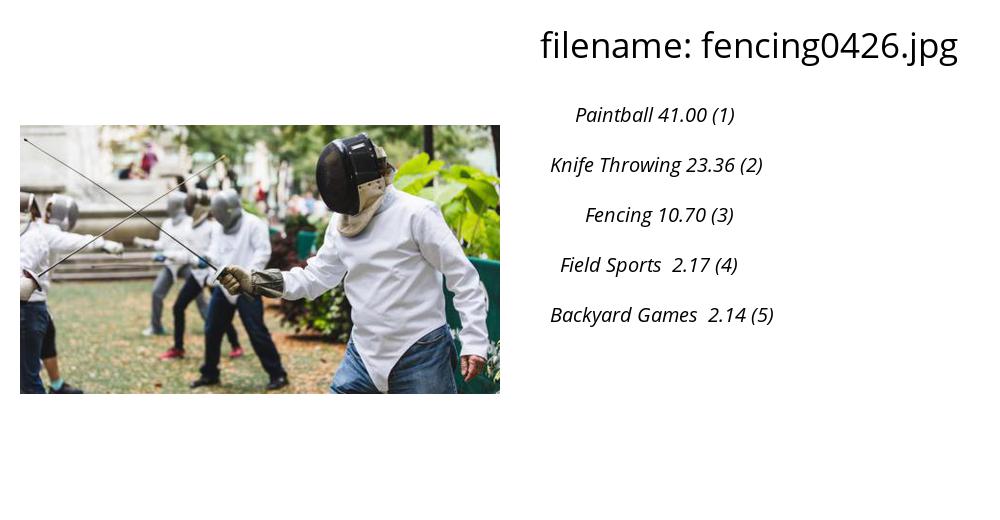 filename: fencing0426.jpg
Paintball 41.00 (1)
Knife Throwing 23.36 (2)
Fencing 10.70 (3)
Field Sports 2.17 (4)
Backyard Games 2.14 (5)